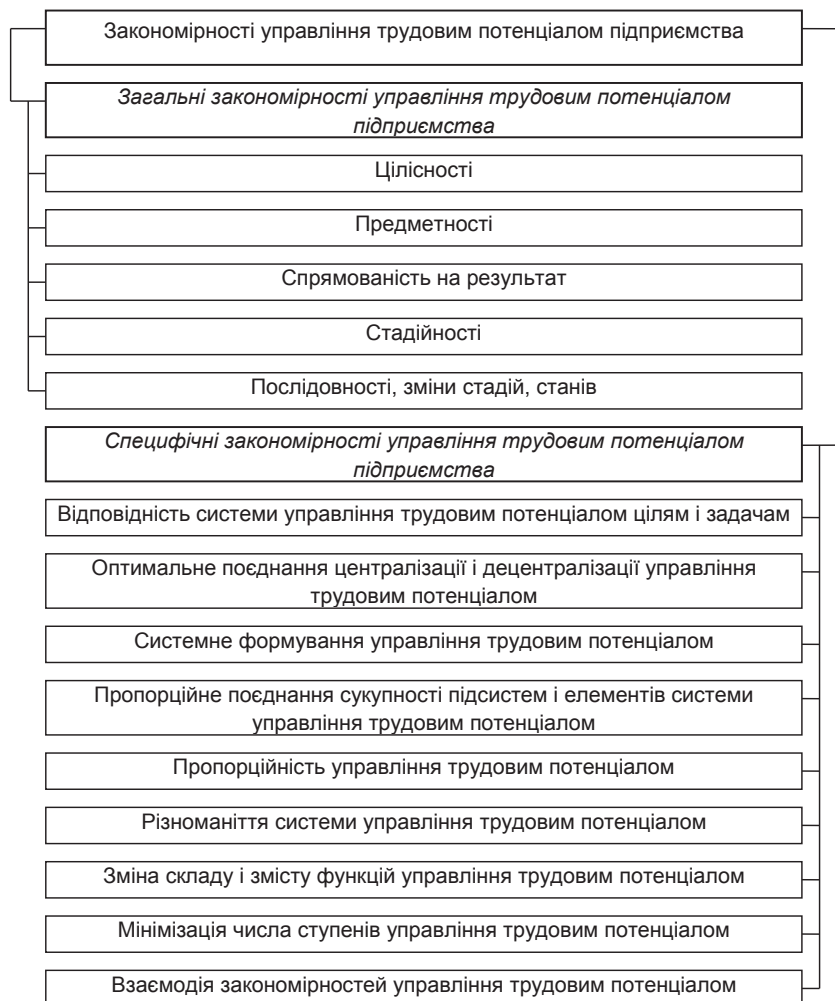 Закономірності управління трудовим потенціалом підприємства
Загальні закономірності управління трудовим потенціалом
підприємства
Цілісності
Предметності
Спрямованість на результат
Стадійності
Послідовності, зміни стадій, станів
Специфічні закономірності управління трудовим потенціалом
підприємства
Відповідність системи управління трудовим потенціалом цілям і задачам
Оптимальне поєднання централізації і децентралізації управління
трудовим потенціалом
Системне формування управління трудовим потенціалом
Пропорційне поєднання сукупності підсистем і елементів системи
управління трудовим потенціалом
Пропорційність управління трудовим потенціалом
Різноманіття системи управління трудовим потенціалом
Зміна складу і змісту функцій управління трудовим потенціалом
Мінімізація числа ступенів управління трудовим потенціалом
Взаємодія закономірностей управління трудовим потенціалом